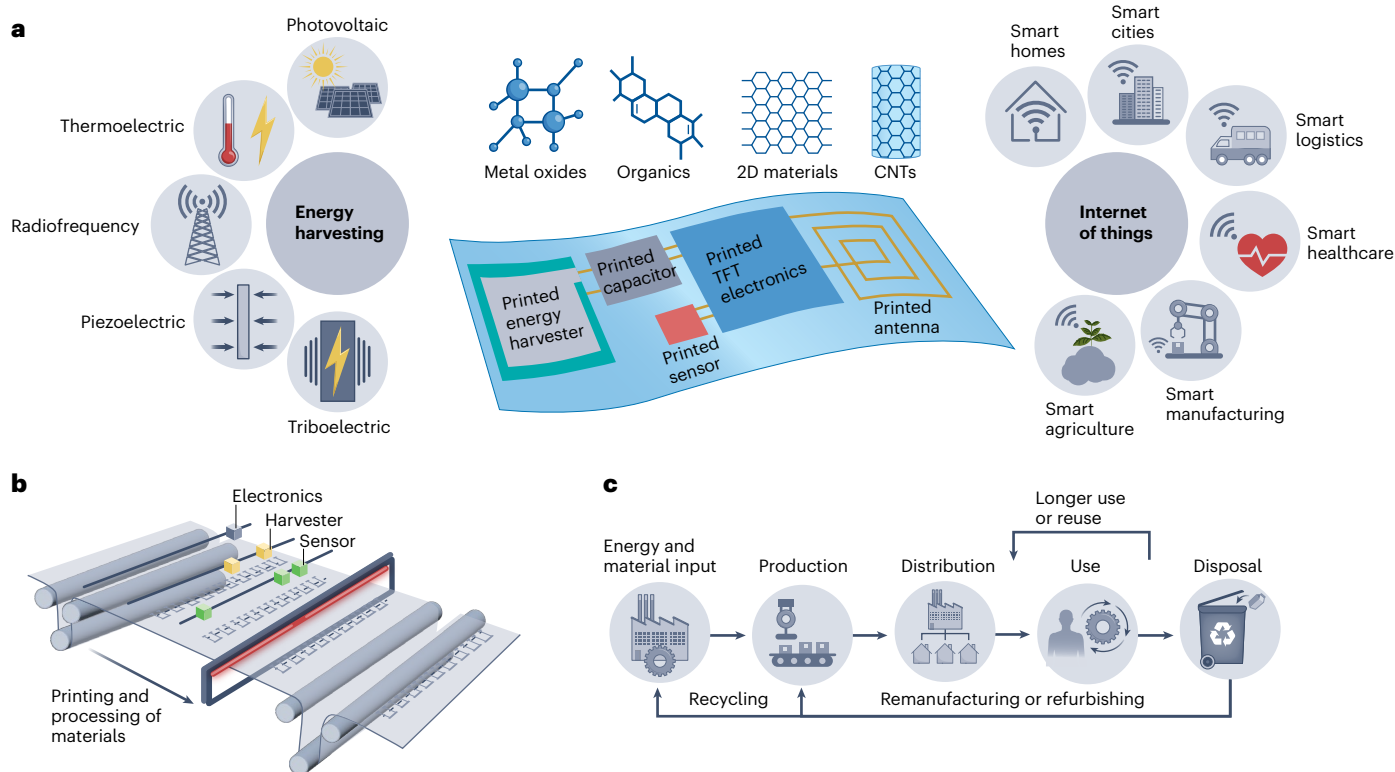 a
Photovoltaic
Thermoelectric
Radiofrequency
Piezoelectric
Triboelectric
Energy
harvesting
Metal oxides
Organics
2D materials
CNTs
Printed
energy
harvester
Printed
capacitor
Printed
sensor
Printed
TFT
electronics
Printed
antenna
Internet
of things
Smart
homes
Smart
cities
Smart
logistics
Smart
healthcare
Smart
manufacturing
Smart
agriculture
b
Electronics
Harvester
Sensor
Printing and
processing of
materials
c
Energy and
material input
Production
Distribution
Longer use
or reuse
Use
Disposal
Recycling
Remanufacturing or refurbishing